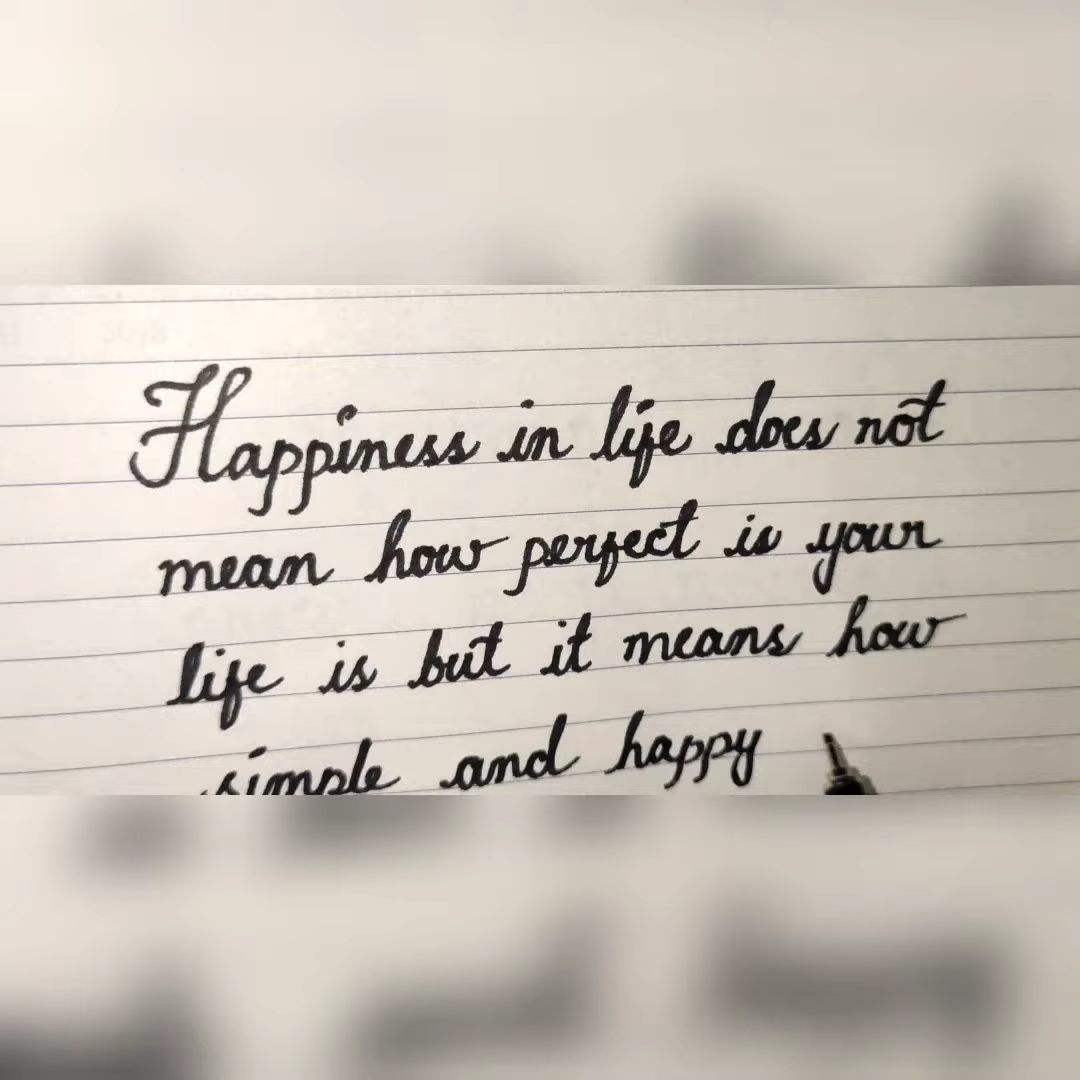 Happiness in life does not
mean how perfect is your
life is but it means how
simple and happy